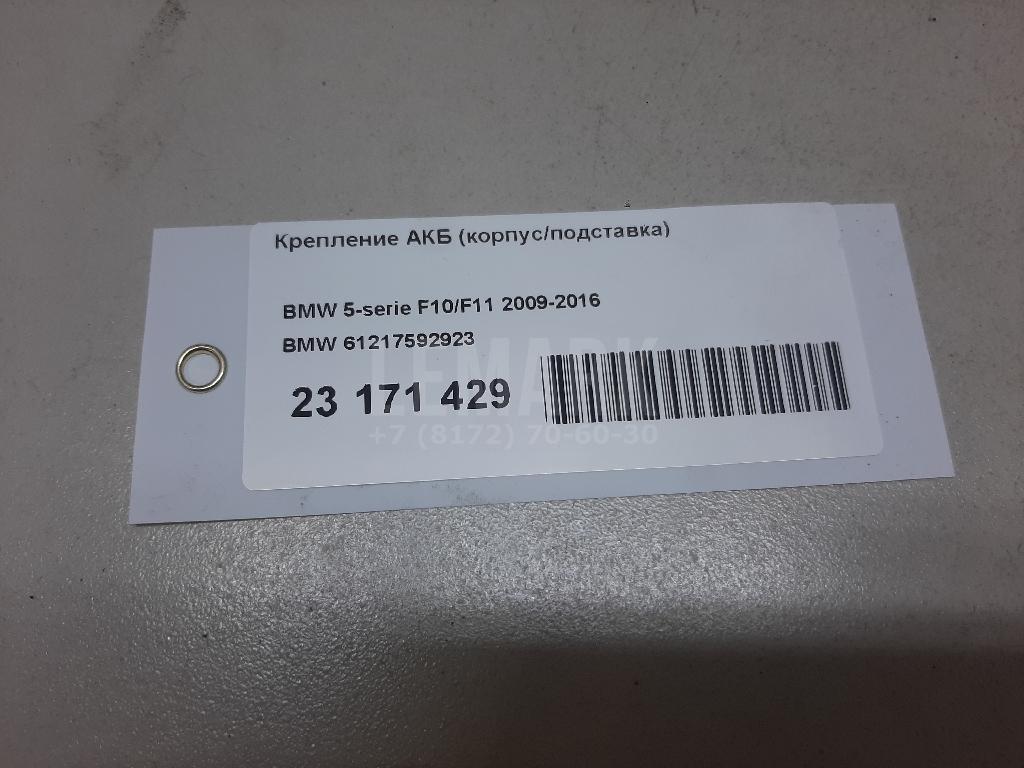 Крепление АКБ (корпус/подставка)
BMW 5-serie F10/F11 2009-2016
BMW 61217592923
23 171 429
LEMARK
+7 (8172) 70-60-30